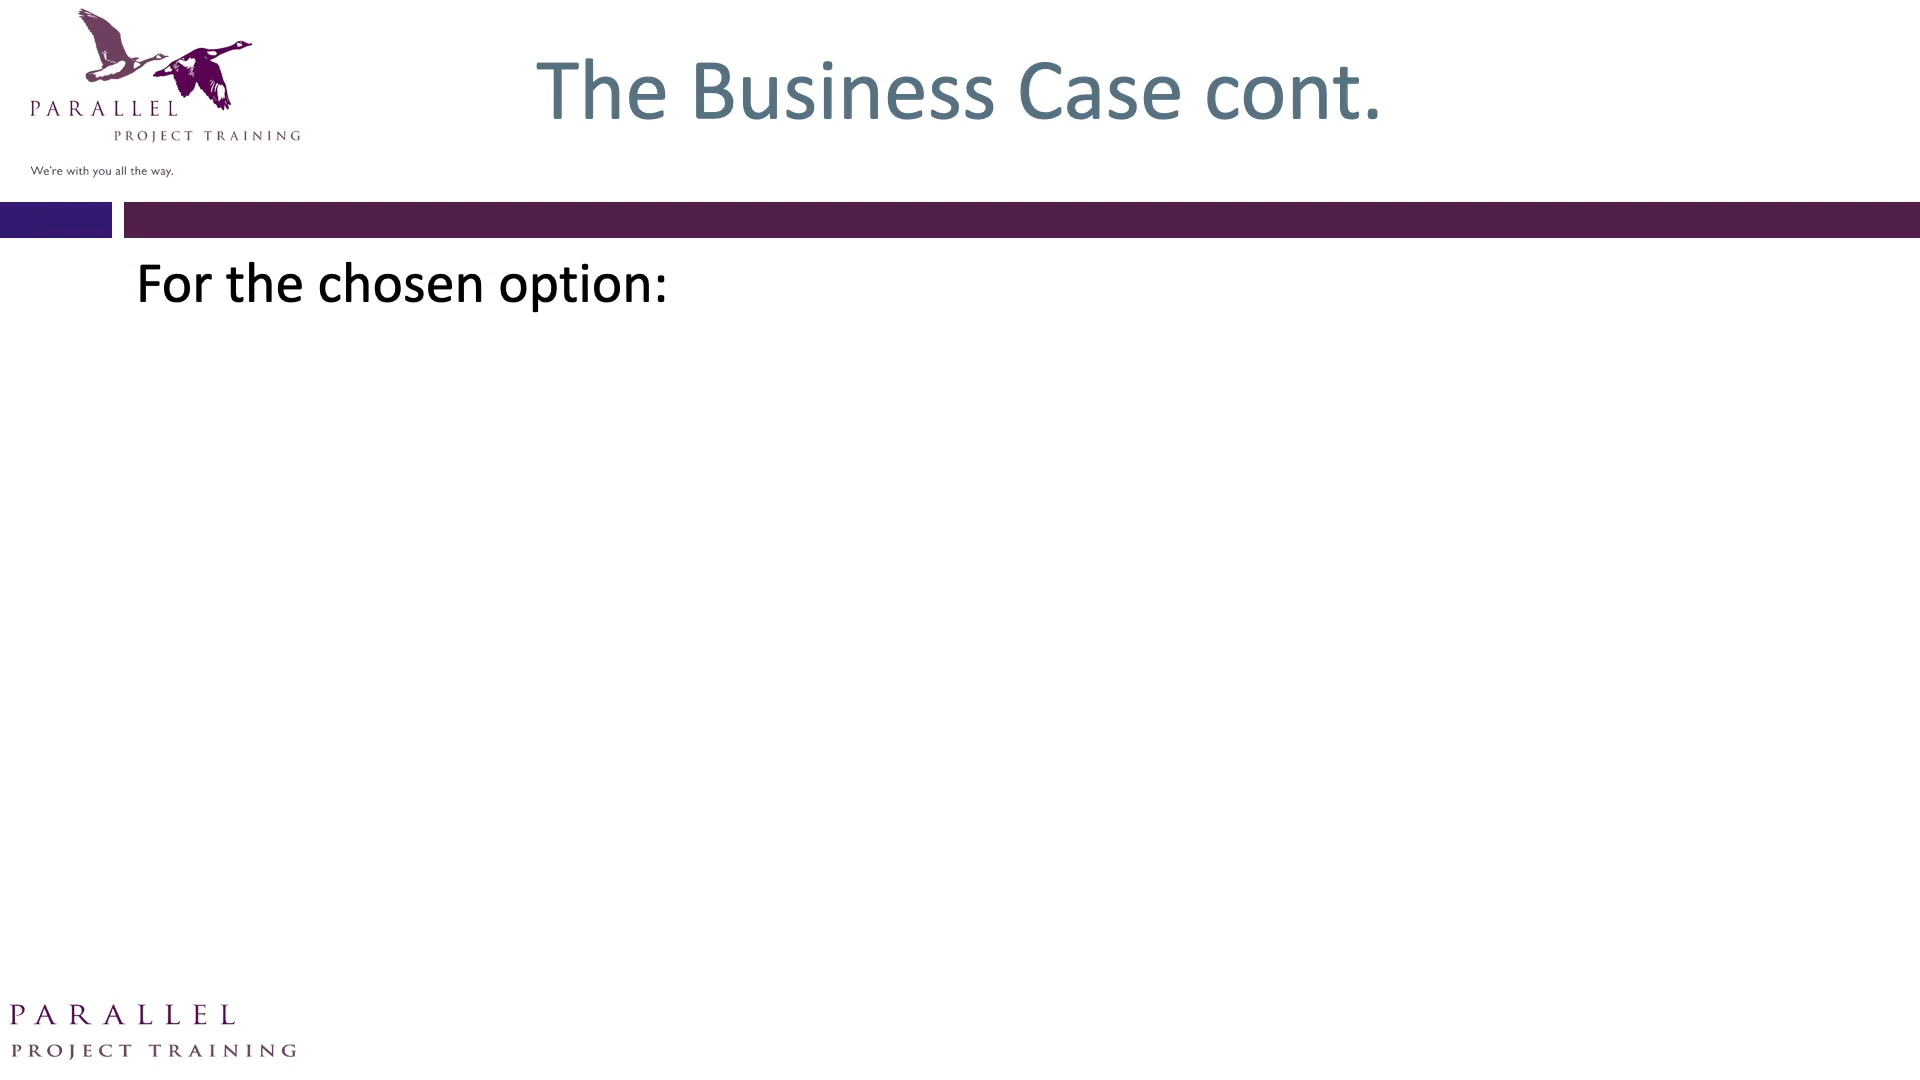 PARALLEL
PROJECT TRAINING
We're with you all the way.
The Business Case cont.
For the chosen option:
PARALLEL
PROJECT TRAINING